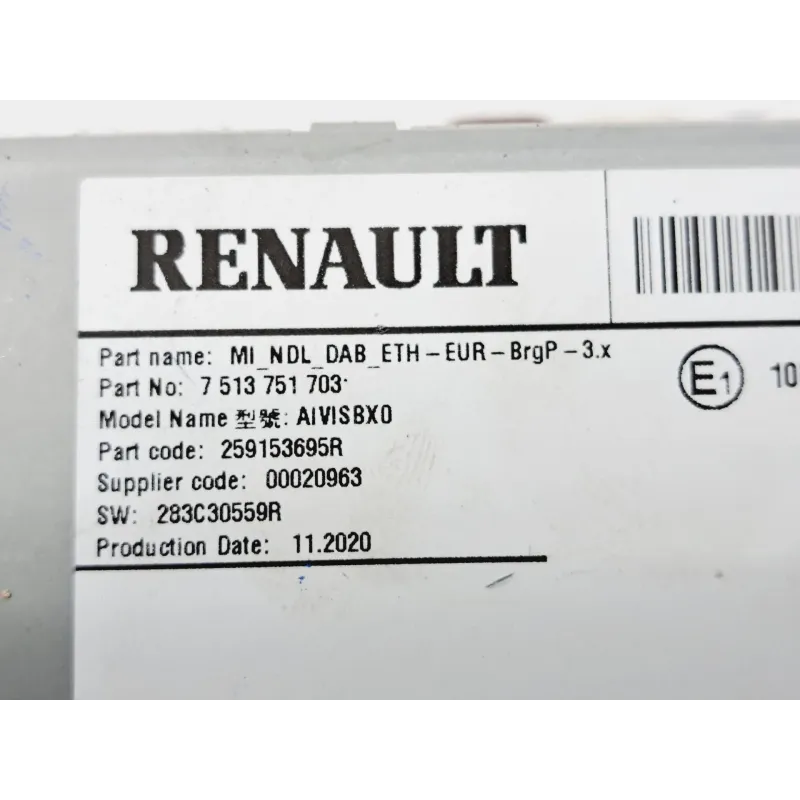 RENAULT
Part name: MI_NDL_DAB_ETH-EUR-BrgP-3.x
Part No: 7 513 751 703
Model Name 型號: AIVISBX0
Part code: 259153695R
Supplier code: 00020963
SW: 283C30559R
Production Date: 11.2020
E1 10